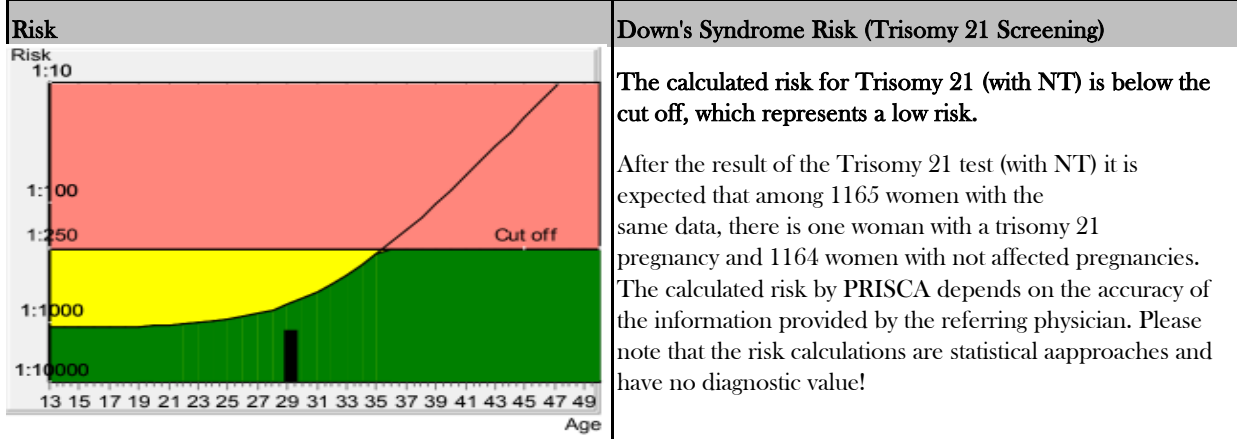 Risk
Risk
1:10
1:100
1:250
Cut off
1:1000
1:10000
13 15 17 19 21 23 25 27 29 31 33 35 37 39 41 43 45 47 49
Age
Down's Syndrome Risk (Trisomy 21 Screening)
The calculated risk for Trisomy 21 (with NT) is below the
cut off, which represents a low risk.
After the result of the Trisomy 21 test (with NT) it is
expected that among 1165 women with the
same data, there is one woman with a trisomy 21
pregnancy and 1164 women with not affected pregnancies.
The calculated risk by PRISCA depends on the accuracy of
the information provided by the referring physician. Please
note that the risk calculations are statistical aapproaches and
have no diagnostic value!